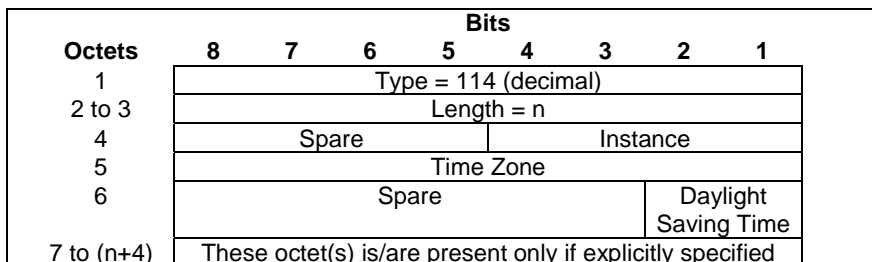 Bits
Octets 8 7 6 5 4 3 2 1
1 Type = 114 (decimal)
2 to 3 Length = n
4 Spare Instance
5 Time Zone
6 Spare Daylight
Saving Time
7 to (n+4) These octet(s) is/are present only if explicitly specified